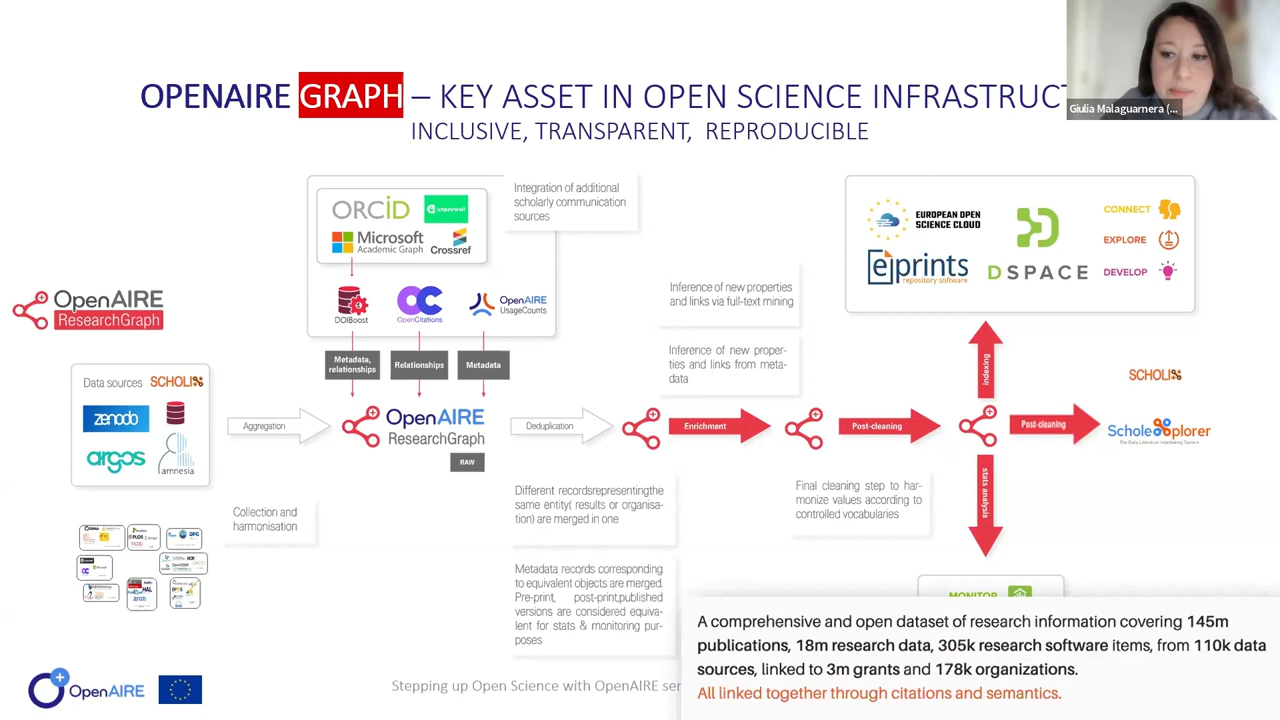 OPENAIRE GRAPH – KEY ASSET IN OPEN SCIENCE
INCLUSIVE, TRANSPARENT, REPRODUCIBLE
Giulia Malaguarnera (...
ORCID
unpaywall
Microsoft
Academic Graph
Crossref
Integration of additional
scholarly communication
sources
DOIBoost
OpenCitations
OpenAIRE
UsageCounts
EUROPEAN OPEN
SCIENCE CLOUD
eprints
repository software
DSPACE
CONNECT
EXPLORE
DEVELOP
OpenAIRE
ResearchGraph
Inference of new properties
and links via full-text mining
Inference of new proper-
ties and links from meta-
data
Metadata,
relationships
Relationships
Metadata
Data sources
SCHOLIX
zenodo
argos
amnesia
Aggregation
OpenAIRE
ResearchGraph
RAW
Deduplication
Enrichment
Post-cleaning
indexing
Post-cleaning
stats analysis
SCHOLIX
ScholeXplorer
The Data Literature Interlinking Service
Collection and
harmonisation
Different recordsrepresentingthe
same entity( results or organisa-
tion) are merged in one
Final cleaning step to har-
monize values according to
controlled vocabularies
Metadata records corresponding
to equivalent objects are merged.
Pre-print, post-print,published
versions are considered equiva-
lent for stats & monitoring pur-
poses
MONITOR
A comprehensive and open dataset of research information covering 145m
publications, 18m research data, 305k research software items, from 110k data
sources, linked to 3m grants and 178k organizations.
All linked together through citations and semantics.
OpenAIRE
Stepping up Open Science with OpenAIRE